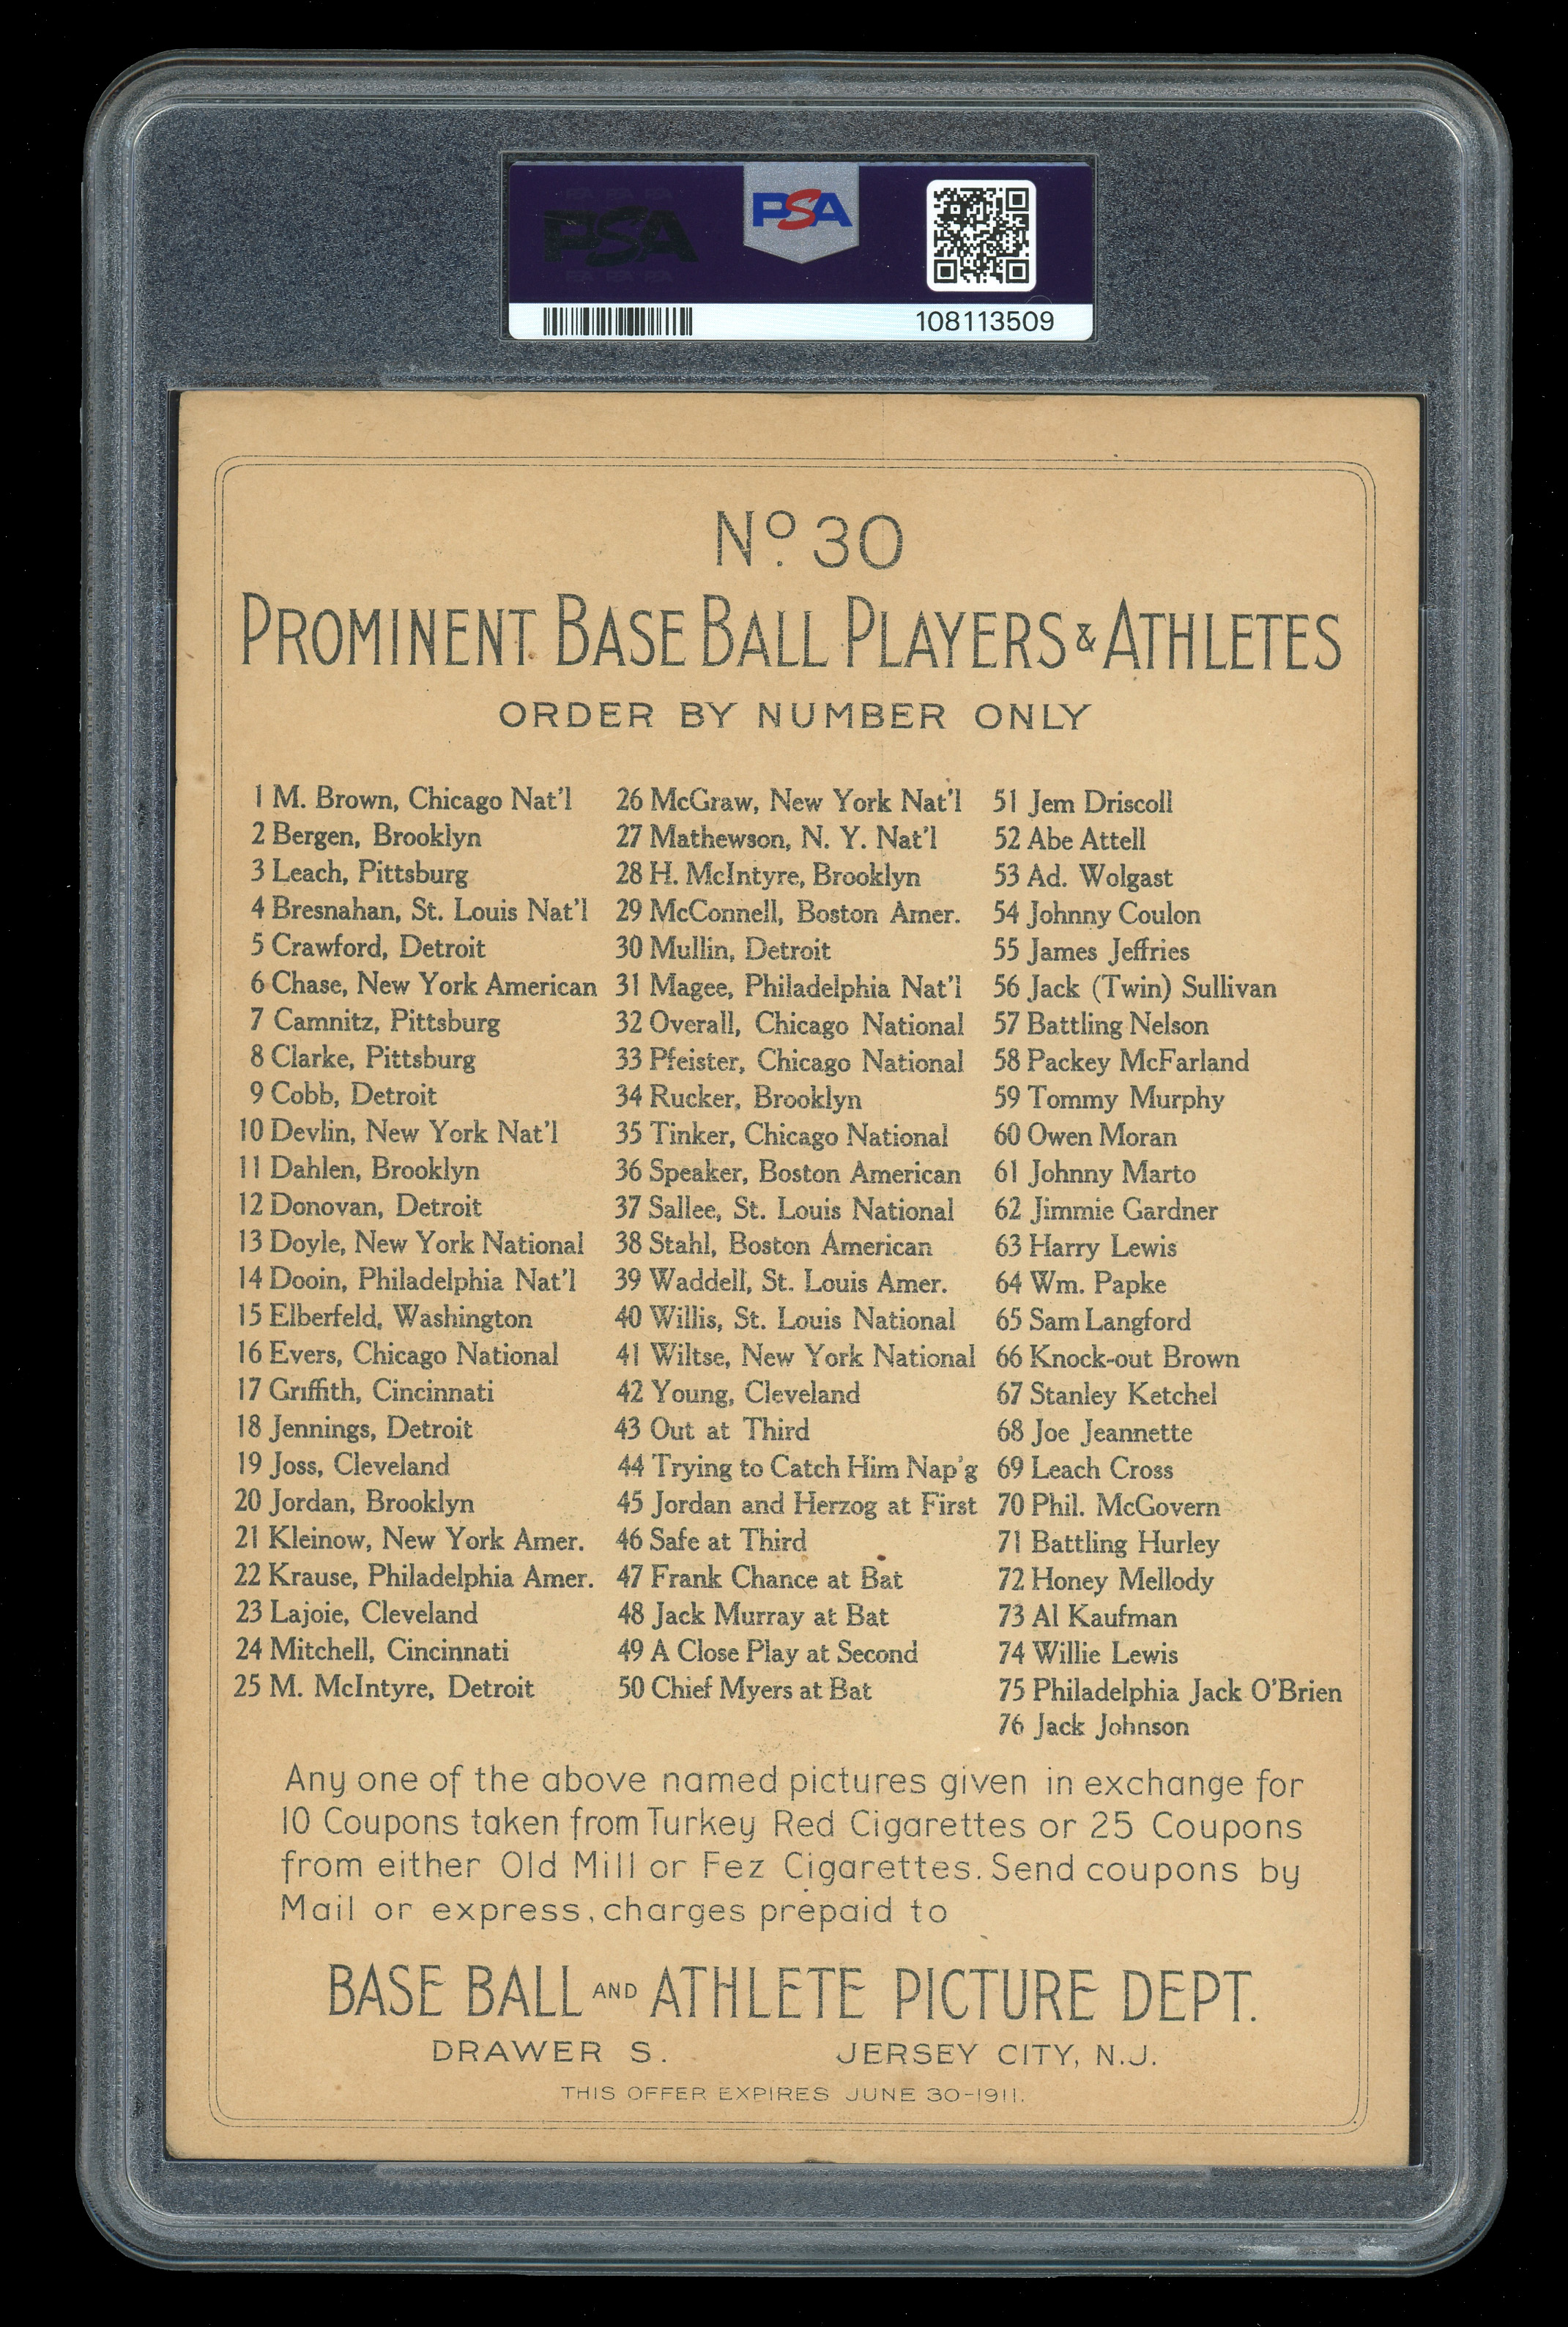 PSA
PSA
108113509
No. 30
PROMINENT BASE BALL PLAYERS & ATHLETES
ORDER BY NUMBER ONLY
1 M. Brown, Chicago Nat'l
2 Bergen, Brooklyn
3 Leach, Pittsburg
4 Bresnahan, St. Louis Nat'l
5 Crawford, Detroit
6 Chase, New York American
7 Camnitz, Pittsburg
8 Clarke, Pittsburg
9 Cobb, Detroit
10 Devlin, New York Nat'l
11 Dahlen, Brooklyn
12 Donovan, Detroit
13 Doyle, New York National
14 Dooin, Philadelphia Nat'l
15 Elberfeld, Washington
16 Evers, Chicago National
17 Griffith, Cincinnati
18 Jennings, Detroit
19 Joss, Cleveland
20 Jordan, Brooklyn
21 Kleinow, New York Amer.
22 Krause, Philadelphia Amer.
23 Lajoie, Cleveland
24 Mitchell, Cincinnati
25 M. McIntyre, Detroit
26 McGraw, New York Nat'l
27 Mathewson, N. Y. Nat'l
28 H. McIntyre, Brooklyn
29 McConnell, Boston Amer.
30 Mullin, Detroit
31 Magee, Philadelphia Nat'l
32 Overall, Chicago National
33 Pfeister, Chicago National
34 Rucker, Brooklyn
35 Tinker, Chicago National
36 Speaker, Boston American
37 Sallee, St. Louis National
38 Stahl, Boston American
39 Waddell, St. Louis Amer.
40 Willis, St. Louis National
41 Wiltse, New York National
42 Young, Cleveland
43 Out at Third
44 Trying to Catch Him Nap'g
45 Jordan and Herzog at First
46 Safe at Third
47 Frank Chance at Bat
48 Jack Murray at Bat
49 A Close Play at Second
50 Chief Myers at Bat
51 Jem Driscoll
52 Abe Attell
53 Ad. Wolgast
54 Johnny Coulon
55 James Jeffries
56 Jack (Twin) Sullivan
57 Battling Nelson
58 Packey McFarland
59 Tommy Murphy
60 Owen Moran
61 Johnny Marto
62 Jimmie Gardner
63 Harry Lewis
64 Wm. Papke
65 Sam Langford
66 Knock-out Brown
67 Stanley Ketchel
68 Joe Jeannette
69 Leach Cross
70 Phil. McGovern
71 Battling Hurley
72 Honey Mellody
73 Al Kaufman
74 Willie Lewis
75 Philadelphia Jack O'Brien
76 Jack Johnson
Any one of the above named pictures given in exchange for
10 Coupons taken from Turkey Red Cigarettes or 25 Coupons
from either Old Mill or Fez Cigarettes. Send coupons by
Mail or express, charges prepaid to
BASE BALL AND ATHLETE PICTURE DEPT.
DRAWER S. JERSEY CITY, N.J.
THIS OFFER EXPIRES JUNE 30-1911.